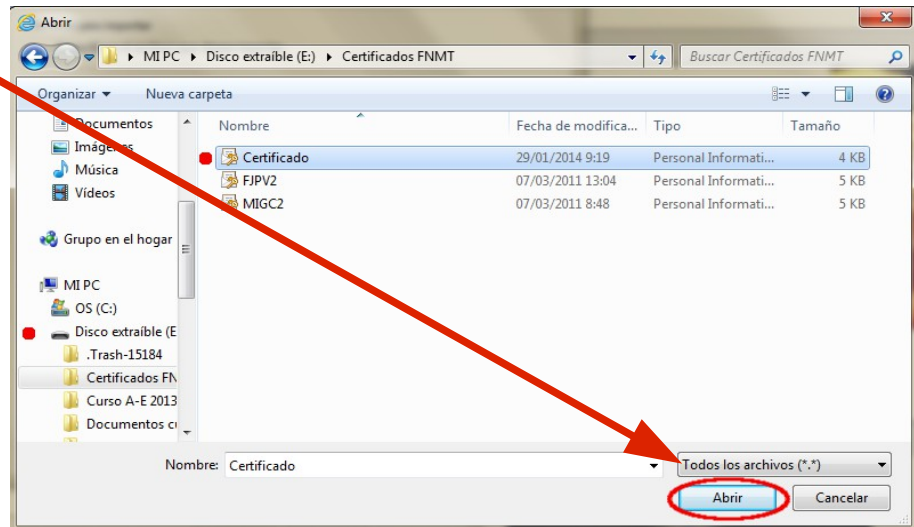 Abrir
MI PC ▸ Disco extraíble (E:) ▸ Certificados FNMT
Buscar Certificados FNMT
Organizar Nueva carpeta
Documentos
Imágenes
Música
Vídeos
Grupo en el hogar
MI PC
OS (C:)
Disco extraíble (E
.Trash-15184
Certificados FN
Curso A-E 2013
Documentos cu
Nombre Fecha de modifica... Tipo Tamaño
Certificado 29/01/2014 9:19 Personal Informati... 4 KB
FJPV2 07/03/2011 13:04 Personal Informati... 5 KB
MIGC2 07/03/2011 8:48 Personal Informati... 5 KB
Nombre: Certificado Todos los archivos (*.*)
Abrir Cancelar